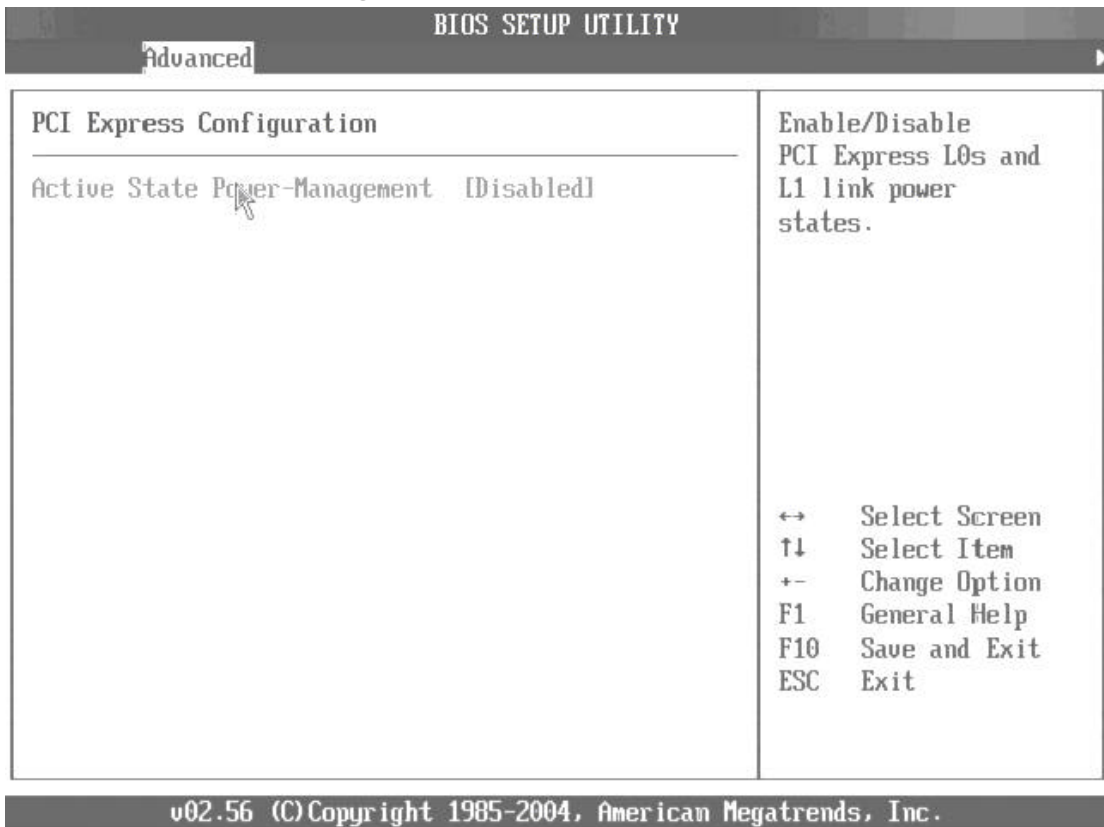 BIOS SETUP UTILITY
Advanced
PCI Express Configuration
Active State Power-Management [Disabled]
Enable/Disable
PCI Express L0s and
L1 link power
states.
↔ Select Screen
↑↓ Select Item
+- Change Option
F1 General Help
F10 Save and Exit
ESC Exit
v02.56 (C)Copyright 1985-2004, American Megatrends, Inc.